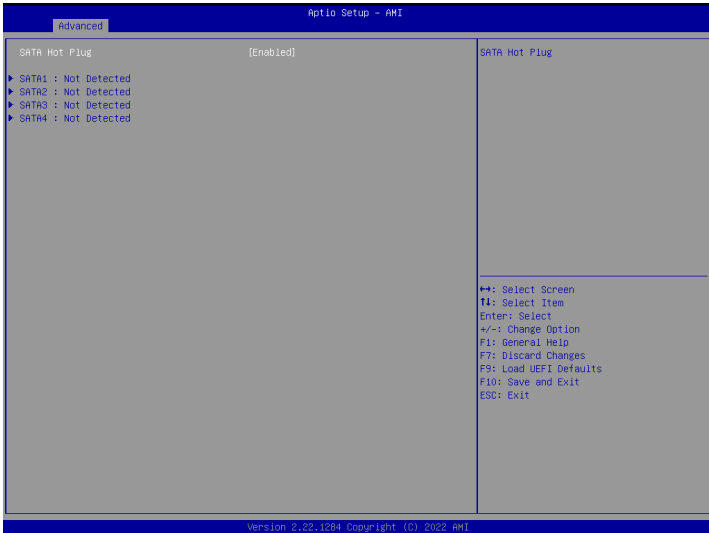 Aptio Setup – AMI
Advanced
SATA Hot Plug [Enabled]
SATA1 : Not Detected
SATA2 : Not Detected
SATA3 : Not Detected
SATA4 : Not Detected
SATA Hot Plug
↔: Select Screen
↑↓: Select Item
Enter: Select
+/-: Change Option
F1: General Help
F7: Discard Changes
F9: Load UEFI Defaults
F10: Save and Exit
ESC: Exit
Version 2.22.1284 Copyright (C) 2022 AMI